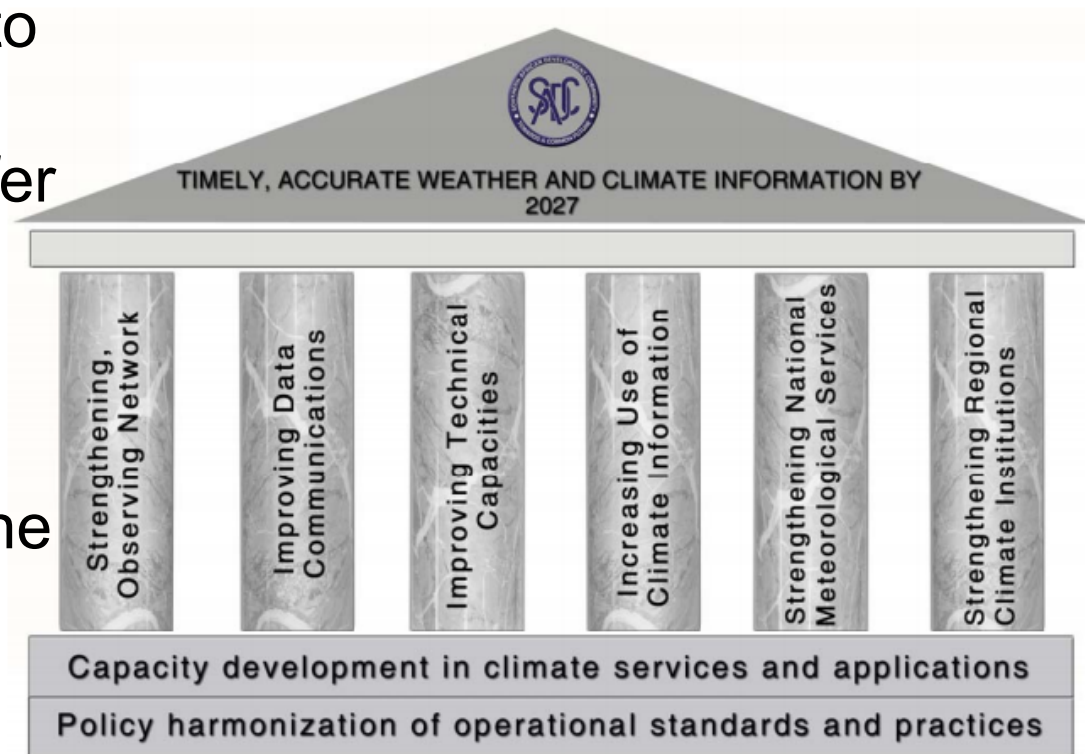 to
er
ne
SADC
TIMELY, ACCURATE WEATHER AND CLIMATE INFORMATION BY
2027
Strengthening,
Observing Network
Improving Data
Communications
Improving Technical
Capacities
Increasing Use of
Climate Information
Strengthening National
Meteorological Services
Strengthening Regional
Climate Institutions
Capacity development in climate services and applications
Policy harmonization of operational standards and practices